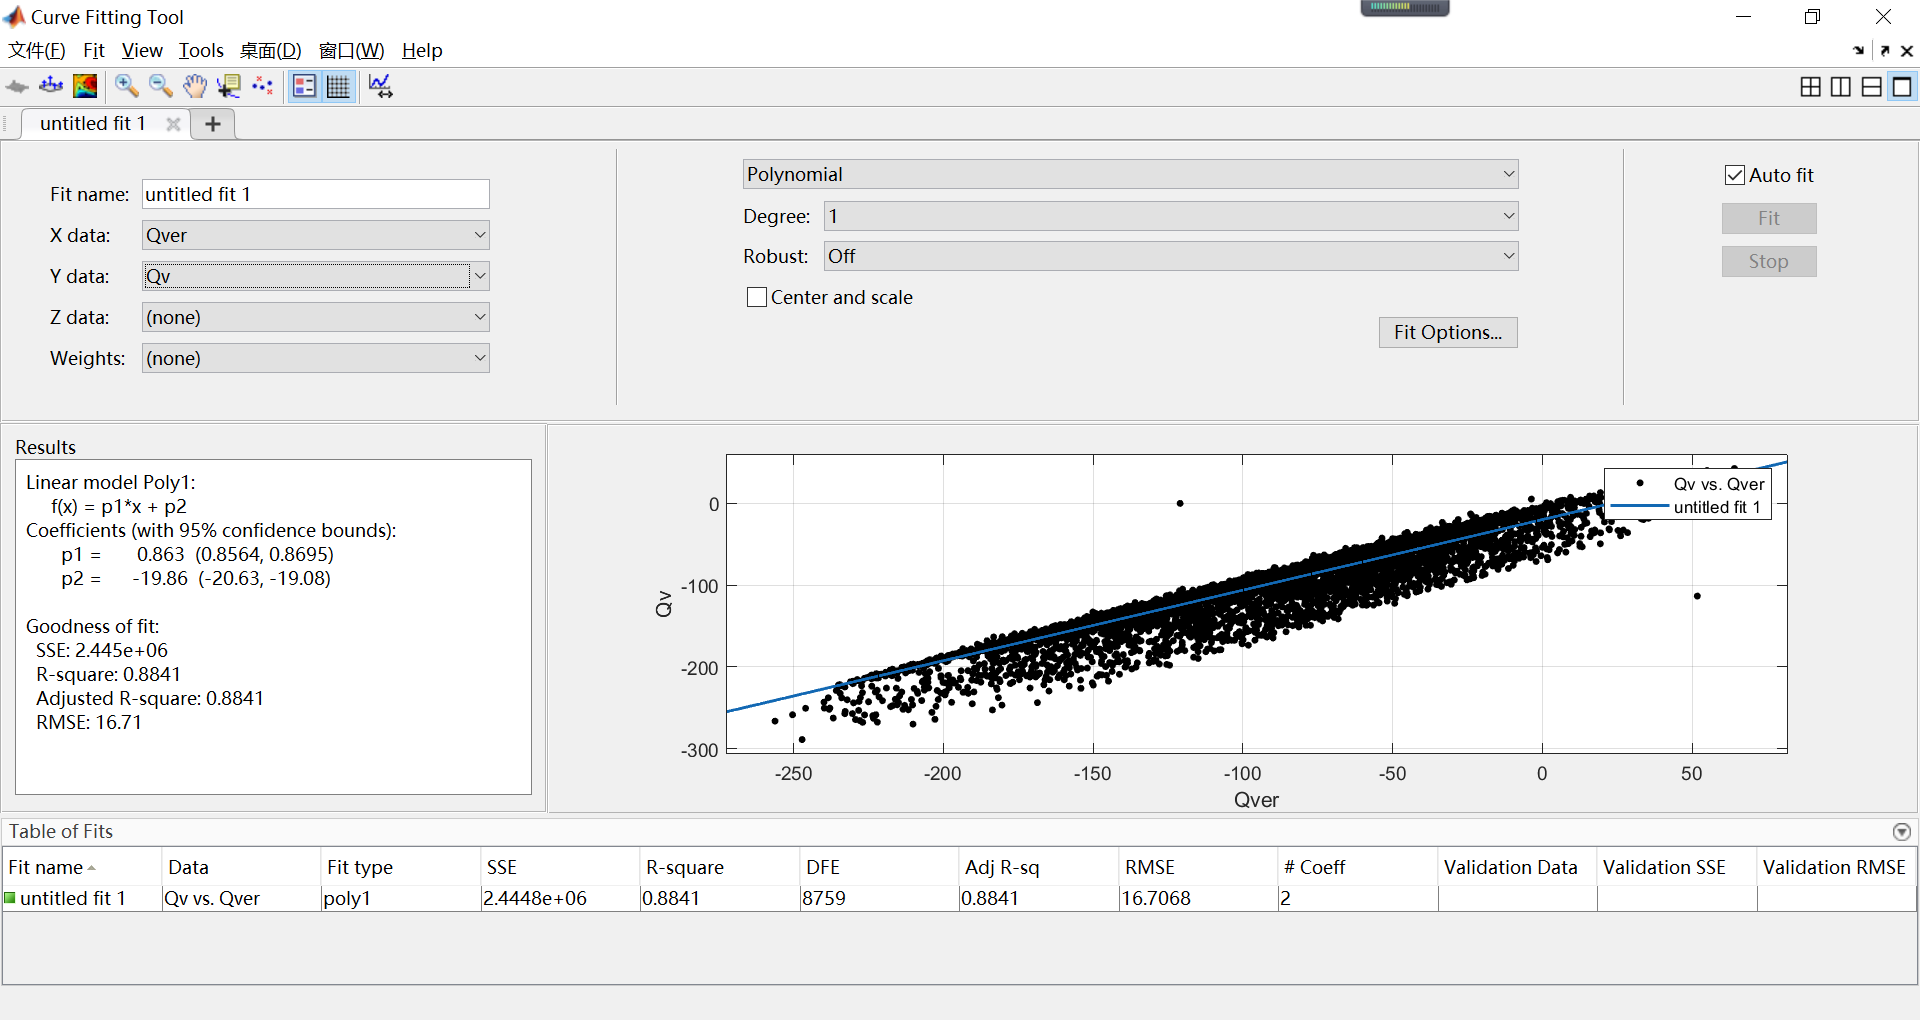 Curve Fitting Tool
文件(F) Fit View Tools 桌面(D) 窗口(W) Help
untitled fit 1
Fit name: untitled fit 1
X data: Qver
Y data: Qv
Z data: (none)
Weights: (none)
Polynomial
Degree: 1
Robust: Off
Center and scale
Fit Options...
Auto fit
Fit
Stop
Results
Linear model Poly1:
f(x) = p1*x + p2
Coefficients (with 95% confidence bounds):
p1 = 0.863 (0.8564, 0.8695)
p2 = -19.86 (-20.63, -19.08)
Goodness of fit:
SSE: 2.445e+06
R-square: 0.8841
Adjusted R-square: 0.8841
RMSE: 16.71
Qv
0
-100
-200
-300
-250 -200 -150 -100 -50 0 50
Qver
Qv vs. Qver
untitled fit 1
Table of Fits
Fit name Data Fit type SSE R-square DFE Adj R-sq RMSE # Coeff Validation Data Validation SSE Validation RMSE
untitled fit 1 Qv vs. Qver poly1 2.4448e+06 0.8841 8759 0.8841 16.7068 2